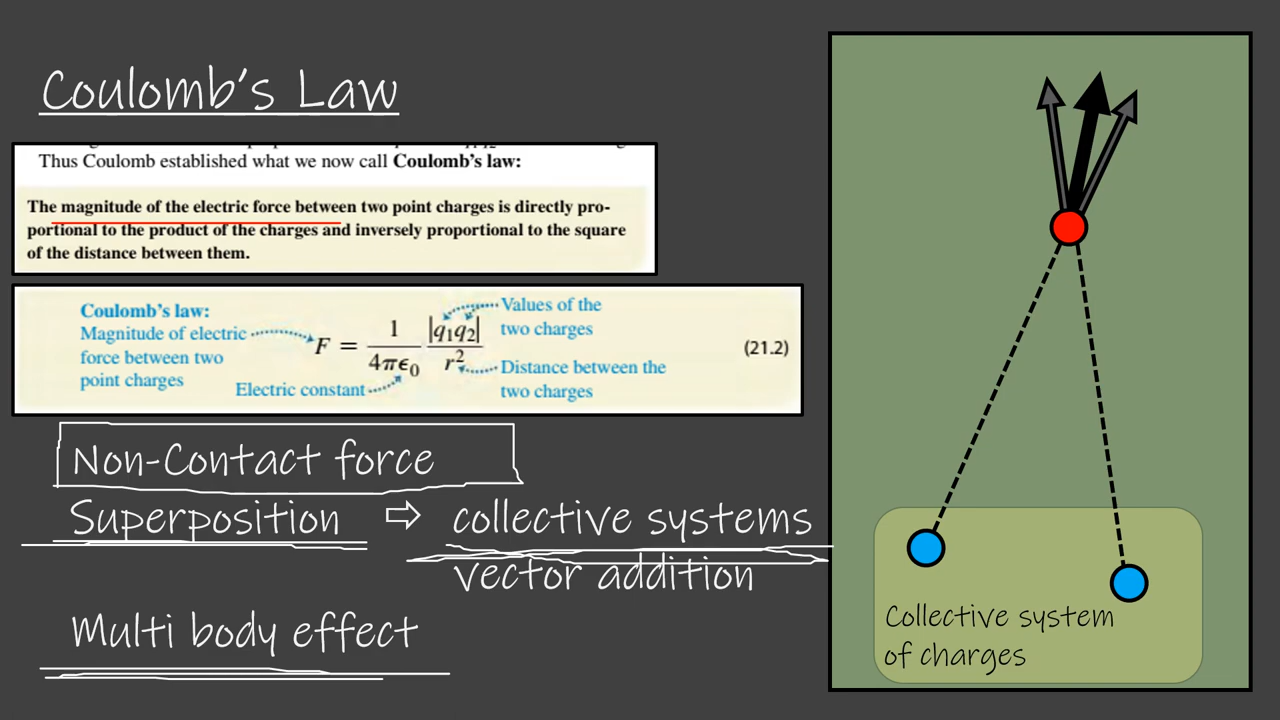 Coulomb's Law
Thus Coulomb established what we now call Coulomb's law:
The magnitude of the electric force between two point charges is directly pro-
portional to the product of the charges and inversely proportional to the square
of the distance between them.
Coulomb's law:
Magnitude of electric
force between two
point charges
F = 1/4πϵ₀ |q₁q₂|/r²
Electric constant
Values of the
two charges
Distance between the
two charges
(21.2)
Non-Contact force
Superposition ⇨ collective systems
vector addition
Multi body effect
Collective system
of charges